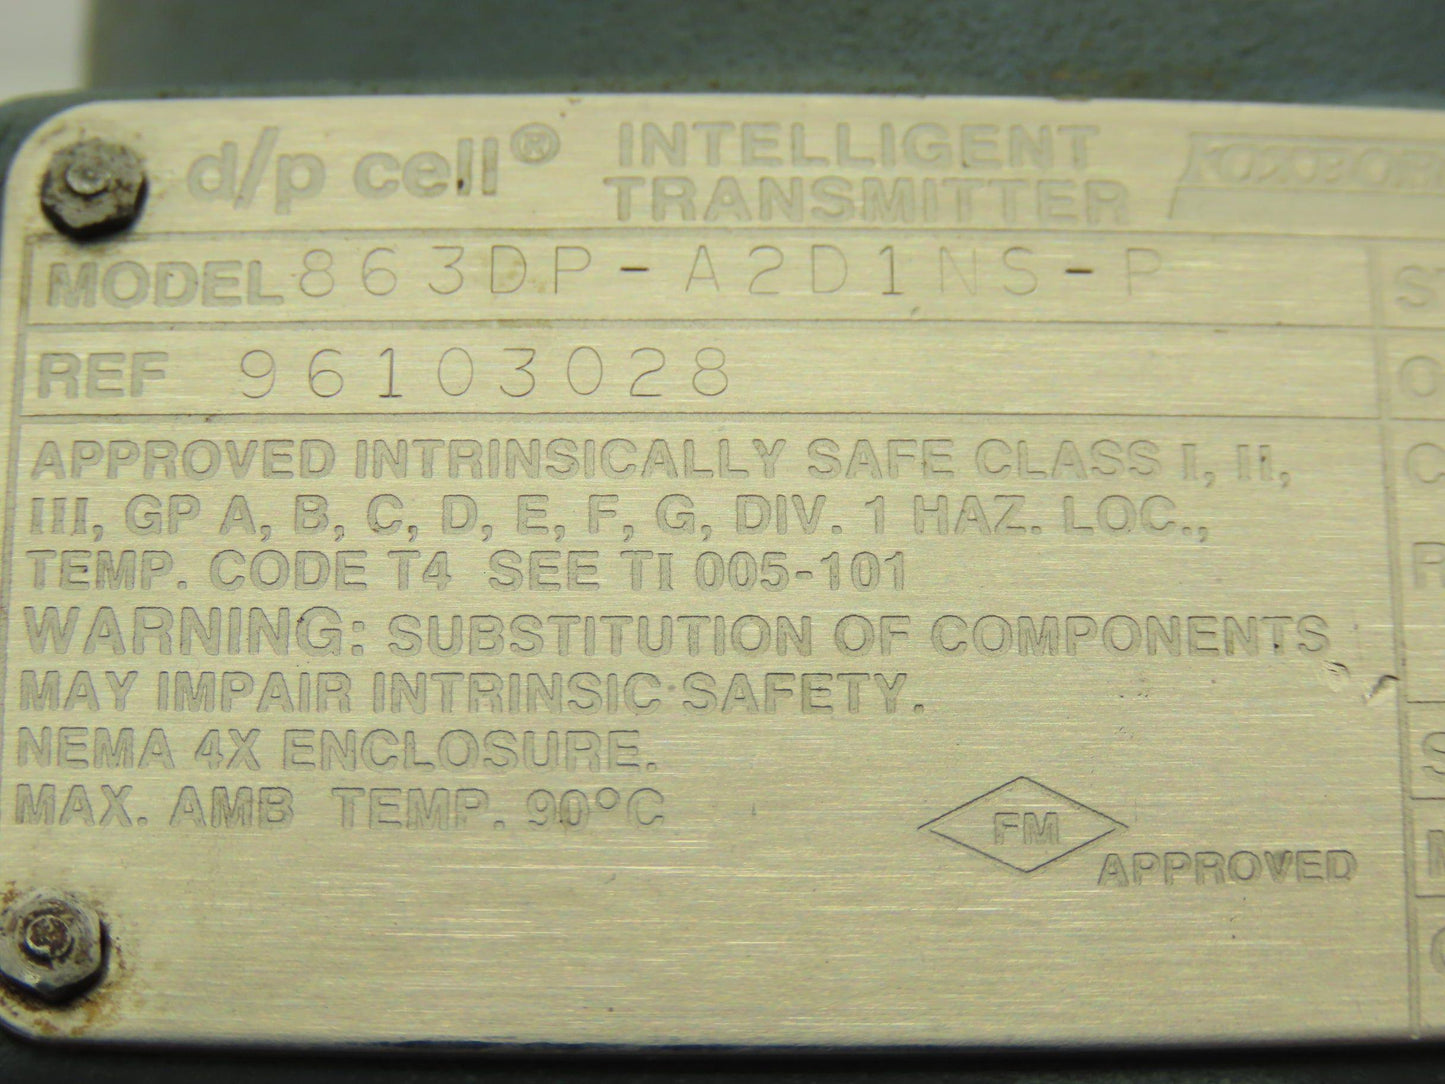 d/p cell® INTELLIGENT TRANSMITTER
MODEL 863DP-A2D1NS-P
REF 96103028
APPROVED INTRINSICALLY SAFE CLASS I, II,
III, GP A, B, C, D, E, F, G, DIV. 1 HAZ. LOC.,
TEMP. CODE T4 SEE TI 005-101
WARNING: SUBSTITUTION OF COMPONENTS
MAY IMPAIR INTRINSIC SAFETY.
NEMA 4X ENCLOSURE.
MAX. AMB TEMP. 90°C
FM
APPROVED